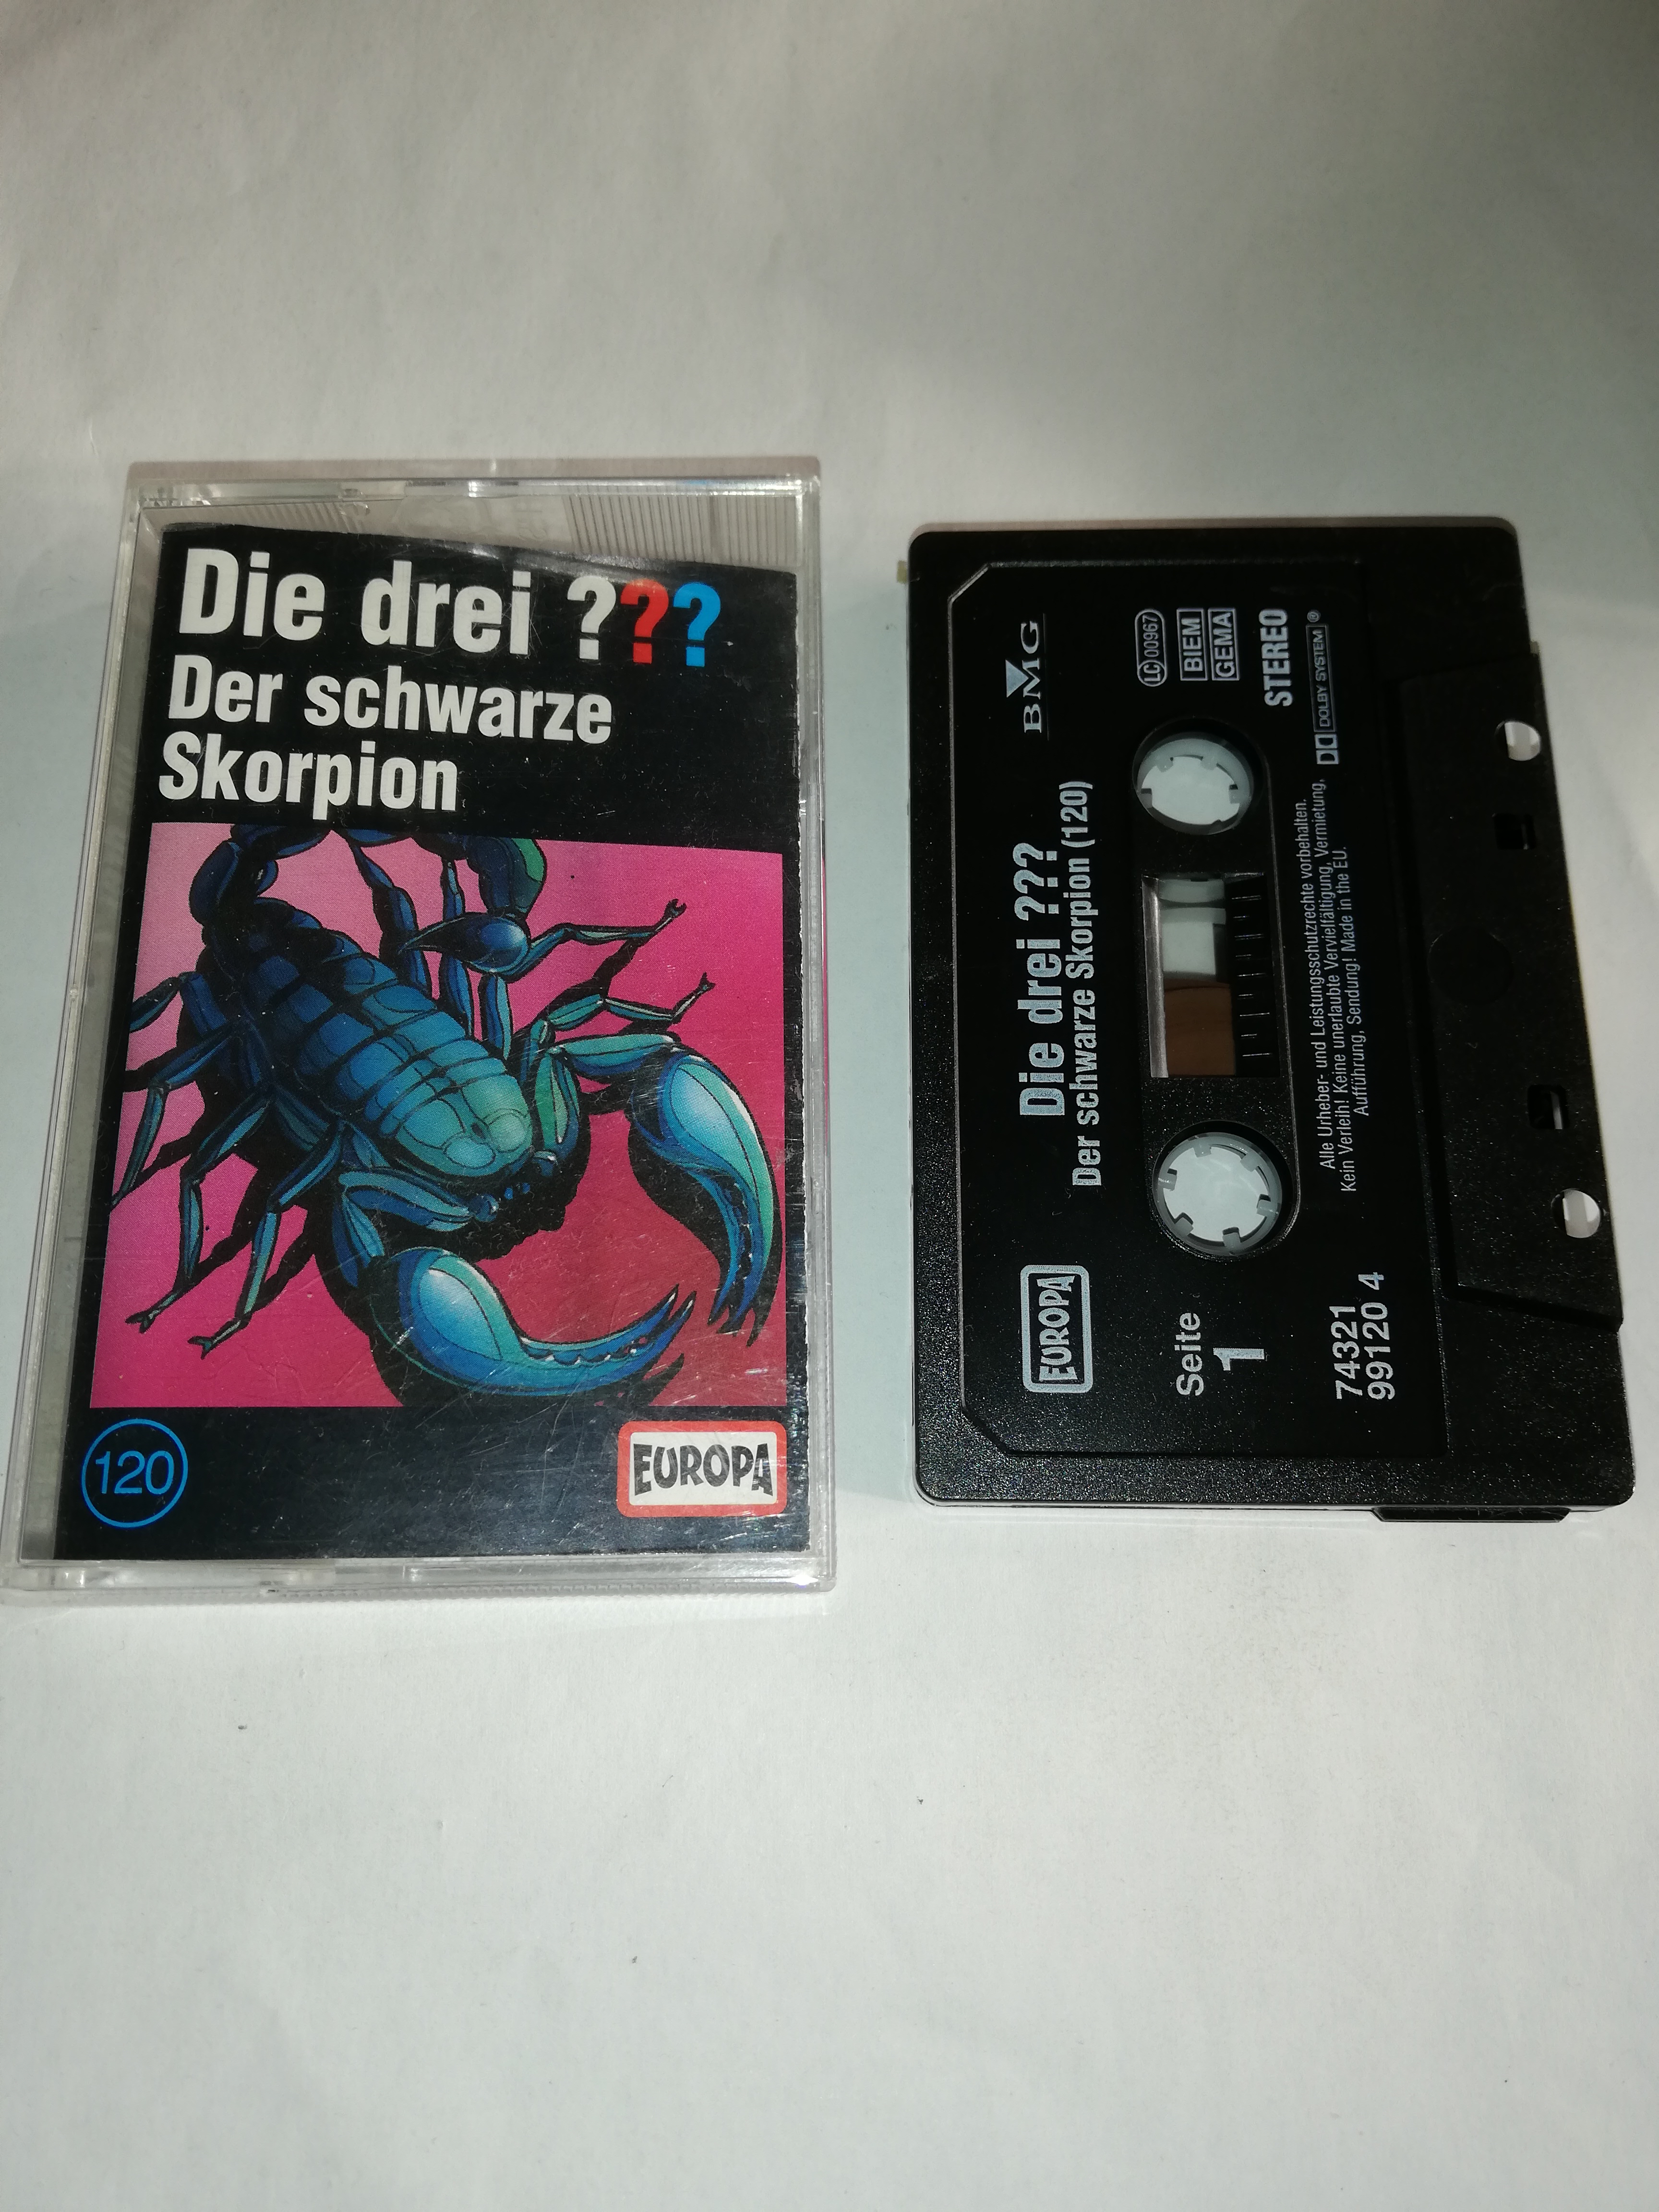 Die drei ???
Der schwarze
Skorpion
120
EUROPA
BMG
LC 00967
BIEM
GEMA
STEREO
DOLBY SYSTEM ®
Die drei ???
Der schwarze Skorpion (120)
EUROPA
Seite
1
74321
99120 4
Alle Urheber- und Leistungsschutzrechte vorbehalten.
Kein Verleih! Keine unerlaubte Vervielfältigung, Vermietung,
Aufführung, Sendung! Made in the EU.